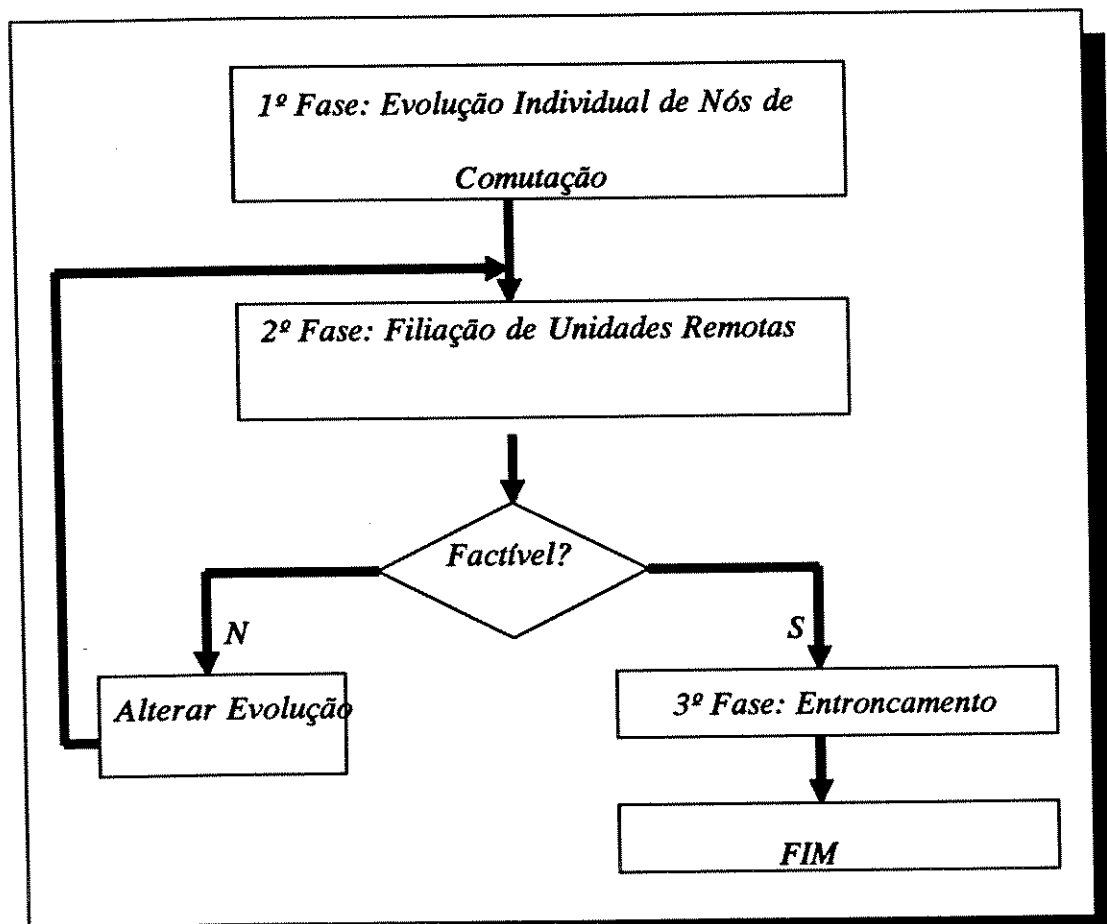 1º Fase: Evolução Individual de Nós de
Comutação
2º Fase: Filiação de Unidades Remotas
Factível?
N
S
Alterar Evolução
3º Fase: Entroncamento
FIM